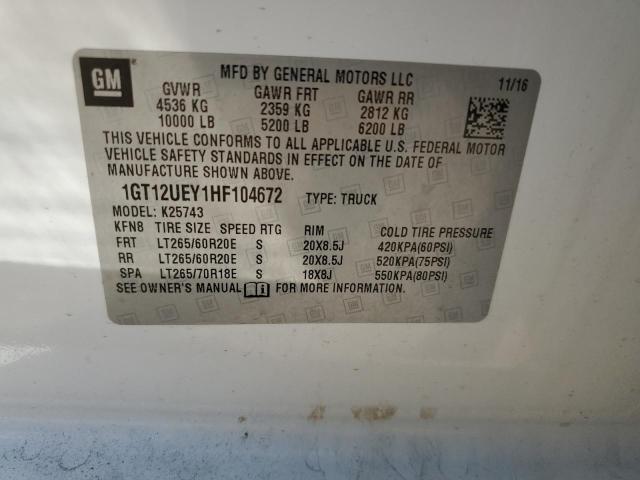 GM
MFD BY GENERAL MOTORS LLC 11/16
GVWR GAWR FRT GAWR RR
4536 KG 2359 KG 2812 KG
10000 LB 5200 LB 6200 LB
THIS VEHICLE CONFORMS TO ALL APPLICABLE U.S. FEDERAL MOTOR
VEHICLE SAFETY STANDARDS IN EFFECT ON THE DATE OF
MANUFACTURE SHOWN ABOVE.
1GT12UEY1HF104672 TYPE: TRUCK
MODEL: K25743
KFN8 TIRE SIZE SPEED RTG RIM COLD TIRE PRESSURE
FRT LT265/60R20E S 20X8.5J 420KPA(60PSI)
RR LT265/60R20E S 20X8.5J 520KPA(75PSI)
SPA LT265/70R18E S 18X8J 550KPA(80PSI)
SEE OWNER'S MANUAL FOR MORE INFORMATION.